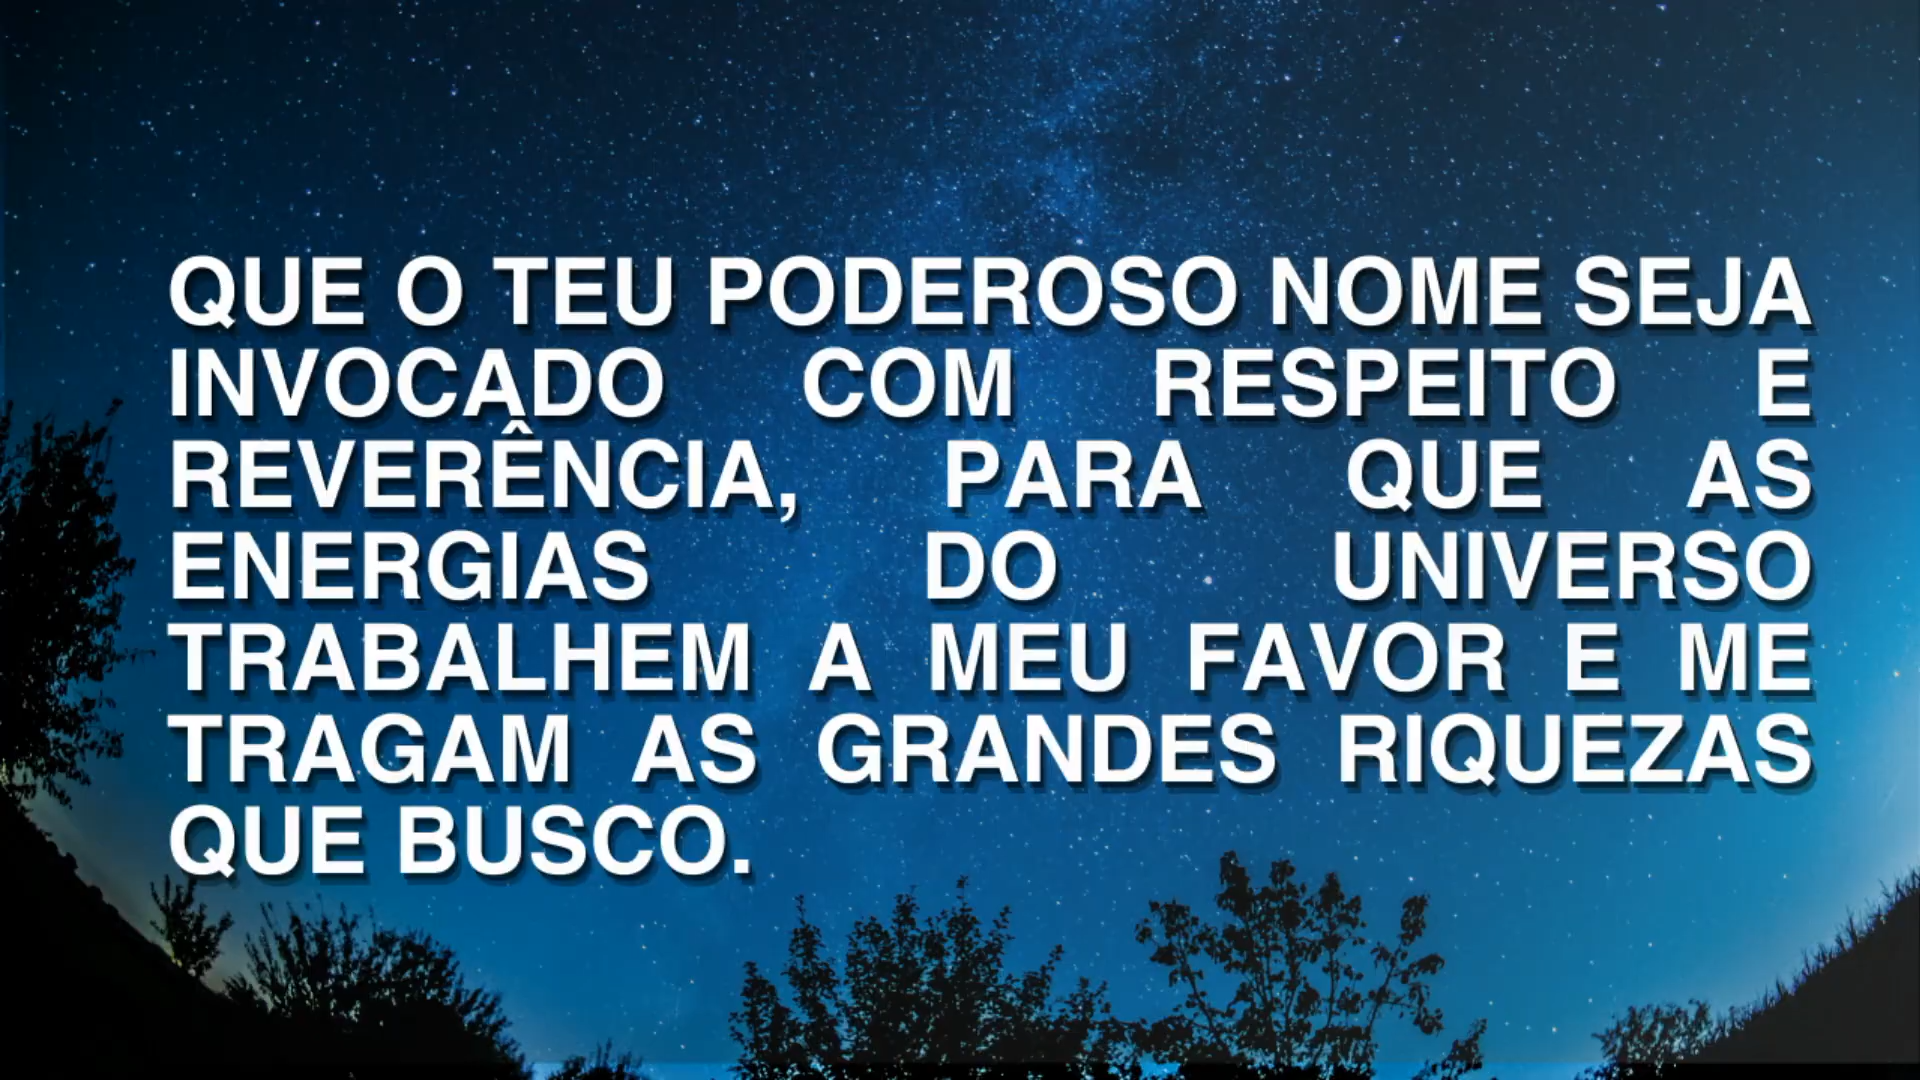 QUE O TEU PODEROSO NOME SEJA
INVOCADO COM RESPEITO E
REVERÊNCIA, PARA QUE AS
ENERGIAS DO UNIVERSO
TRABALHEM A MEU FAVOR E ME
TRAGAM AS GRANDES RIQUEZAS
QUE BUSCO.